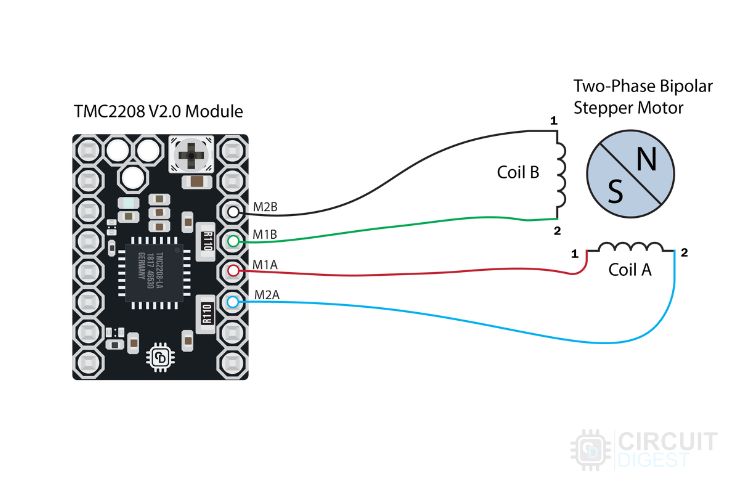 Two-Phase Bipolar
Stepper Motor
TMC2208 V2.0 Module
1
Coil B
N
S
M2B
2
M1B
R110
1
2
M1A
Coil A
TMC2208-LA
1817 48530
GERMANY
M2A
R110
CIRCUIT
DIGEST